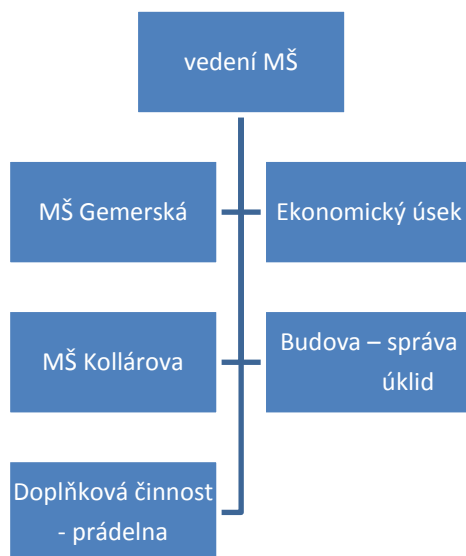 vedení MŠ
MŠ Gemerská
Ekonomický úsek
MŠ Kollárova
Budova – správa
úklid
Doplňková činnost
- prádelna